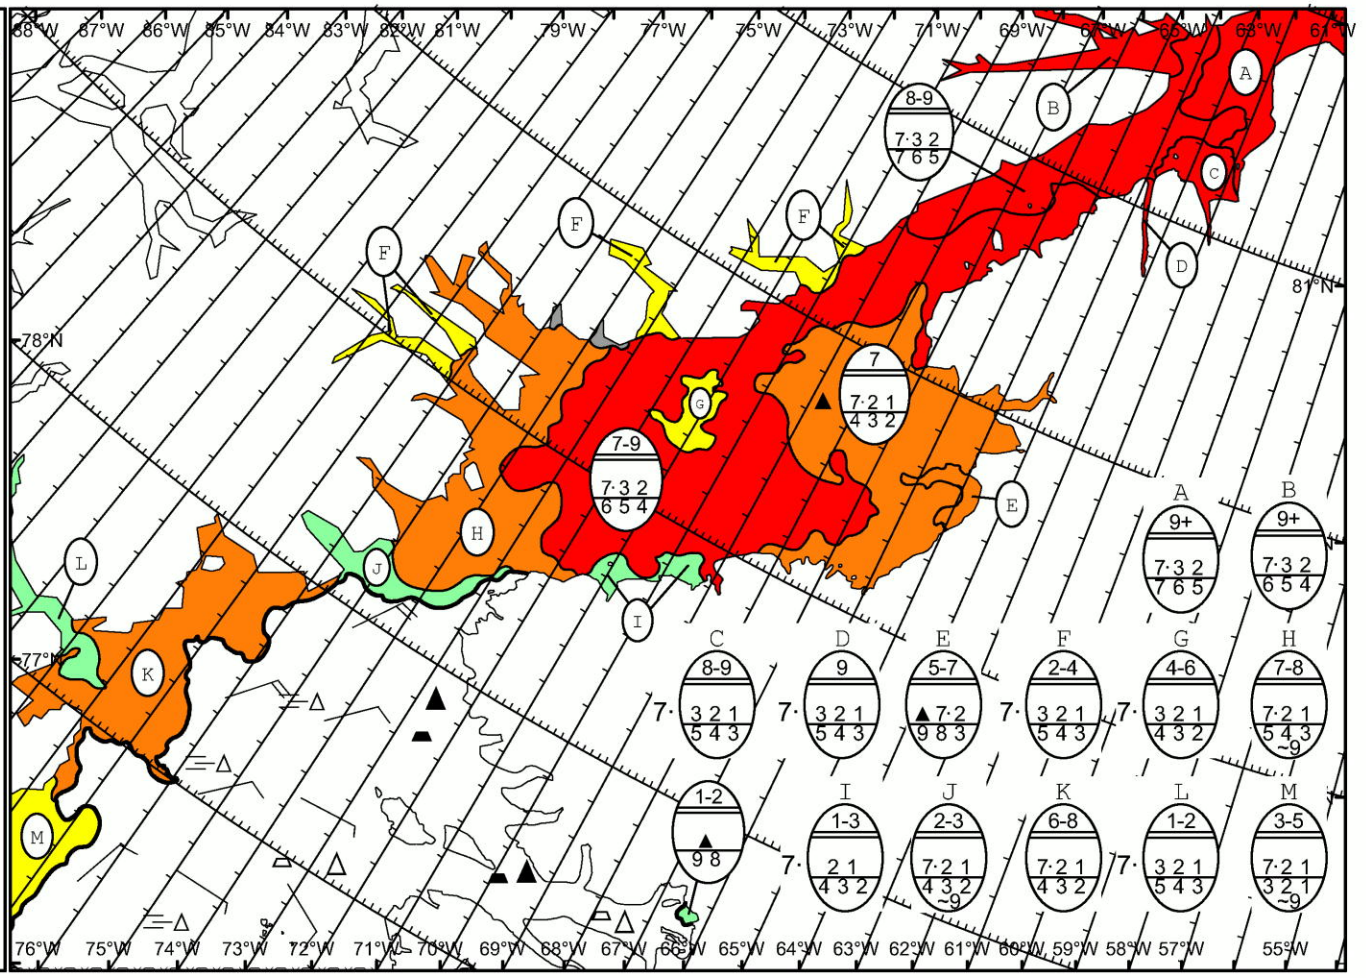 88°W 87°W 86°W 85°W 84°W 83°W 82°W 81°W 79°W 77°W 75°W 73°W 71°W 69°W 67°W 65°W 63°W 61°W
A
8-9
7·3 2
7 6 5
B
C
F
F
F
D
81°N
78°N
7
7·2 1
4 3 2
G
7-9
7·3 2
6 5 4
H
E
A B
9+ 9+
7·3 2 7·3 2
7 6 5 6 5 4
N
L
J
I
77°N
K
C D E F G H
8-9 9 5-7 2-4 4-6 7-8
7· 3 2 1 7· 3 2 1 ▲ 7·2 7· 3 2 1 7· 3 2 1 7·2 1
5 4 3 5 4 3 9 8 3 5 4 3 4 3 2 5 4 3
~9
M
1-2
▲
9 8
I J K L M
1-3 2-3 6-8 1-2 3-5
7· 2 1 7·2 1 7·2 1 7· 3 2 1 7·2 1
4 3 2 4 3 2 4 3 2 5 4 3 3 2 1
~9 ~9
76°W 75°W 74°W 73°W 72°W 71°W 70°W 69°W 68°W 67°W 66°W 65°W 64°W 63°W 62°W 61°W 60°W 59°W 58°W 57°W 55°W